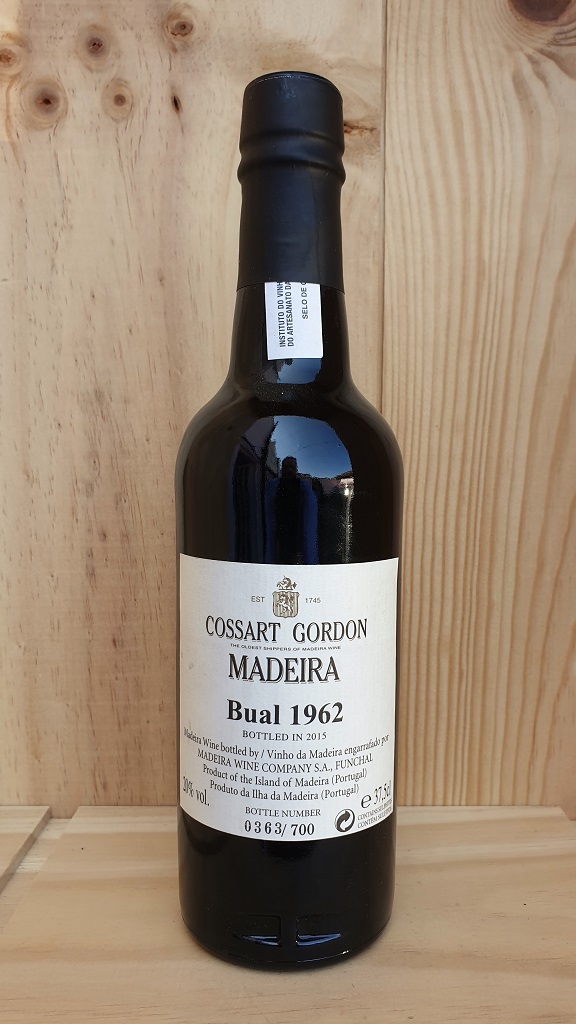 INSTITUTO DO VINH
DO ARTESANATO DA
SELO DE
EST 1745
COSSART GORDON
THE OLDEST SHIPPERS OF MADEIRA WINE
MADEIRA
Bual 1962
BOTTLED IN 2015
Madeira Wine bottled by / Vinho da Madeira engarrafado por
MADEIRA WINE COMPANY S.A., FUNCHAL
Product of the Island of Madeira (Portugal)
Produto da Ilha da Madeira (Portugal)
20% vol.
e 37,5cl
BOTTLE NUMBER
0363/ 700
CONTAINS
CONTÉM